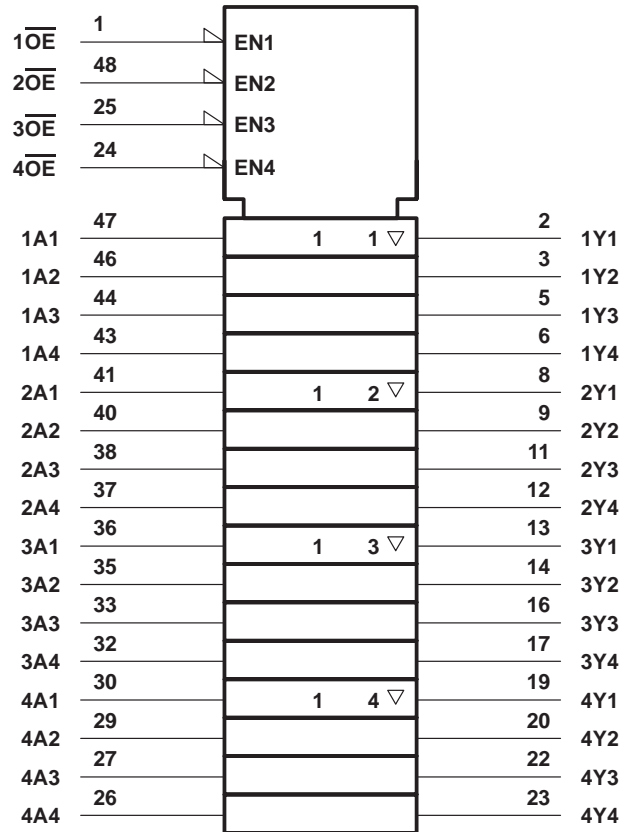 1O̅E̅ 1 EN1
2O̅E̅ 48 EN2
3O̅E̅ 25 EN3
4O̅E̅ 24 EN4
1A1 47 1 1 ▽ 2 1Y1
1A2 46 3 1Y2
1A3 44 5 1Y3
1A4 43 6 1Y4
2A1 41 1 2 ▽ 8 2Y1
2A2 40 9 2Y2
2A3 38 11 2Y3
2A4 37 12 2Y4
3A1 36 1 3 ▽ 13 3Y1
3A2 35 14 3Y2
3A3 33 16 3Y3
3A4 32 17 3Y4
4A1 30 1 4 ▽ 19 4Y1
4A2 29 20 4Y2
4A3 27 22 4Y3
4A4 26 23 4Y4